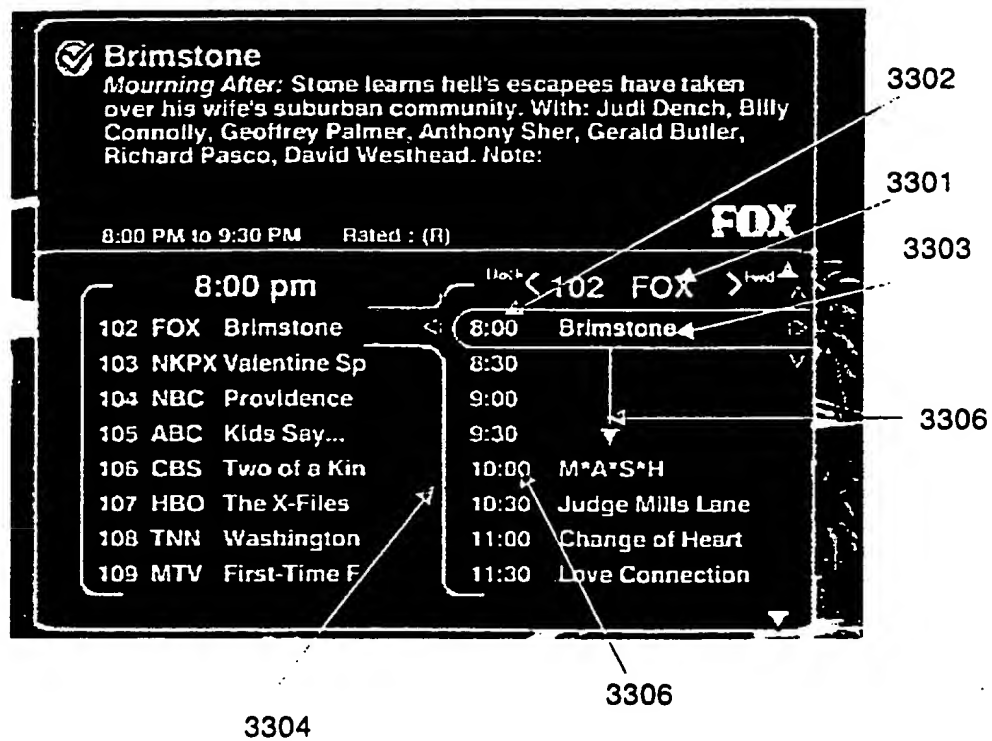 Brimstone
Mourning After: Stone learns hell's escapees have taken
over his wife's suburban community. With: Judi Dench, Billy
Connolly, Geoffrey Palmer, Anthony Sher, Gerald Butler,
Richard Pasco, David Westhead. Note:
8:00 PM to 9:30 PM Rated : (R)
FOX
8:00 pm
102 FOX Brimstone
103 NKPX Valentine Sp
104 NBC Providence
105 ABC Kids Say...
106 CBS Two of a Kin
107 HBO The X-Files
108 TNN Washington
109 MTV First-Time F
Back < 102 FOX > Fwd
8:00 Brimstone
8:30
9:00
9:30
10:00 M*A*S*H
10:30 Judge Mills Lane
11:00 Change of Heart
11:30 Love Connection
3302
3301
3303
3306
3306
3304